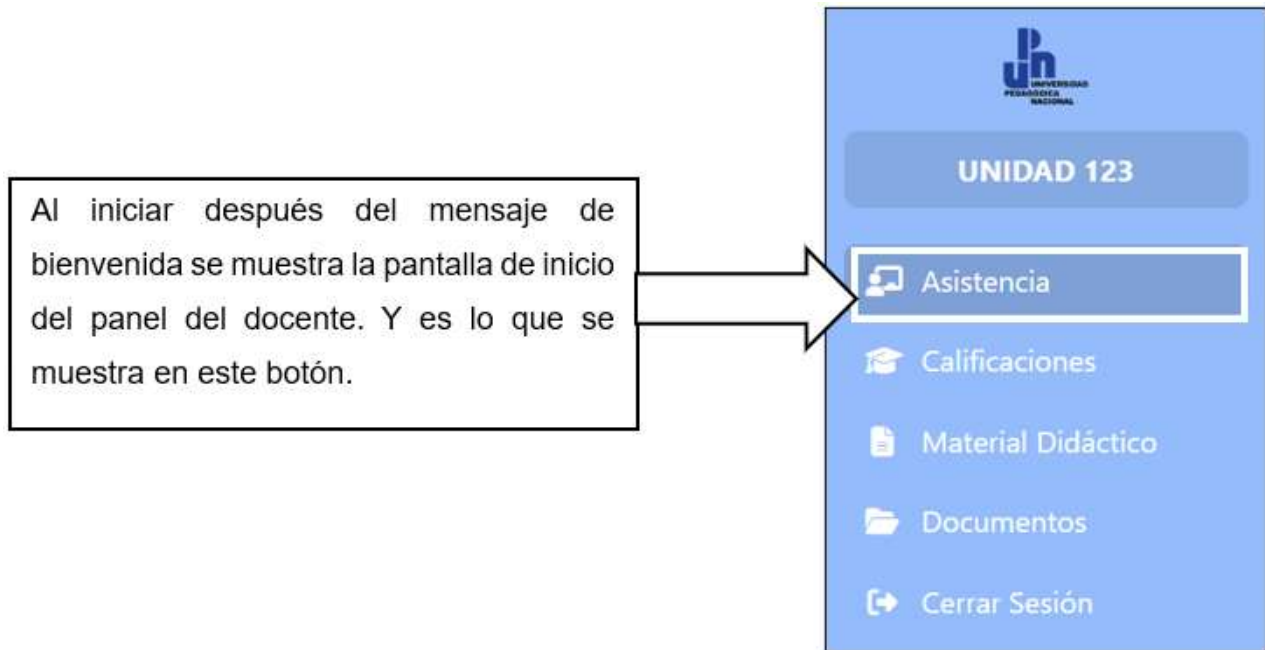 UNIVERSIDAD
PEDAGÓGICA
NACIONAL
UNIDAD 123
Al iniciar después del mensaje de
bienvenida se muestra la pantalla de inicio
del panel del docente. Y es lo que se
muestra en este botón.
Asistencia
Calificaciones
Material Didáctico
Documentos
Cerrar Sesión